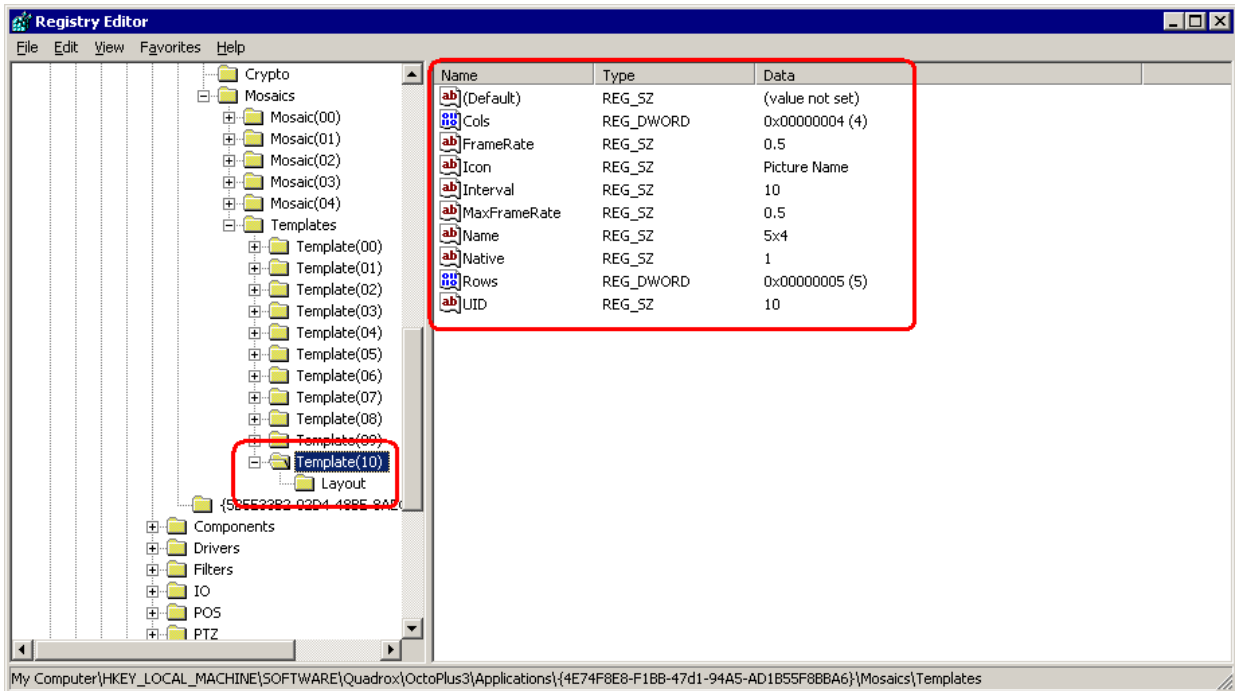 Registry Editor
File Edit View Favorites Help
Crypto
Mosaics
Mosaic(00)
Mosaic(01)
Mosaic(02)
Mosaic(03)
Mosaic(04)
Templates
Template(00)
Template(01)
Template(02)
Template(03)
Template(04)
Template(05)
Template(06)
Template(07)
Template(08)
Template(09)
Template(10)
Layout
Components
Drivers
Filters
IO
POS
PTZ
Name Type Data
(Default) REG_SZ (value not set)
Cols REG_DWORD 0x00000004 (4)
FrameRate REG_SZ 0.5
Icon REG_SZ Picture Name
Interval REG_SZ 10
MaxFrameRate REG_SZ 0.5
Name REG_SZ 5x4
Native REG_SZ 1
Rows REG_DWORD 0x00000005 (5)
UID REG_SZ 10
My Computer\HKEY_LOCAL_MACHINE\SOFTWARE\Quadrox\OctoPlus3\Applications\{4E74F8E8-F1BB-47d1-94A5-AD1B55F8BBA6}\Mosaics\Templates